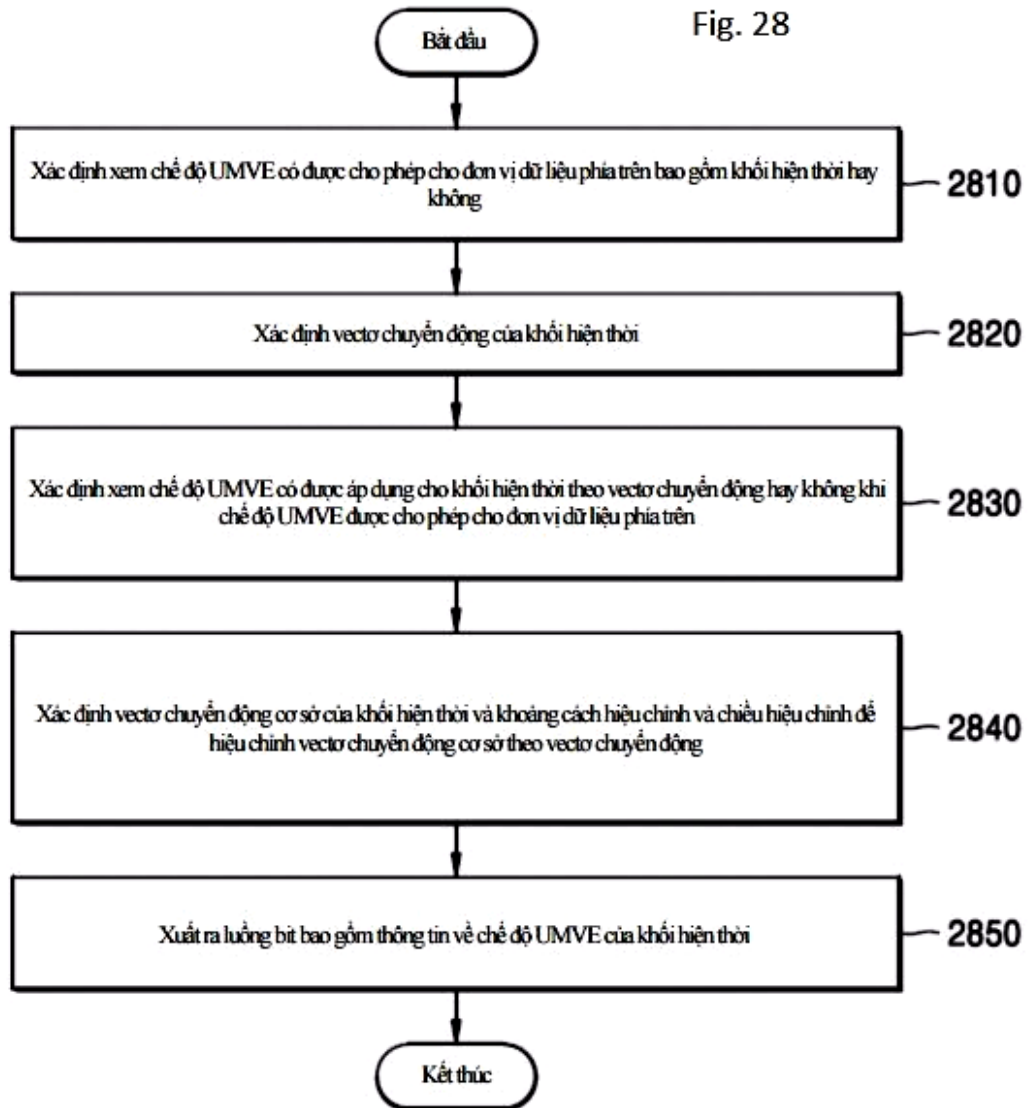 Fig. 28
Bắt đầu
Xác định xem chế độ UMVE có được cho phép cho đơn vị dữ liệu phía trên bao gồm khối hiện thời hay
không
2810
Xác định vectơ chuyển động của khối hiện thời
2820
Xác định xem chế độ UMVE có được áp dụng cho khối hiện thời theo vectơ chuyển động hay không khi
chế độ UMVE được cho phép cho đơn vị dữ liệu phía trên
2830
Xác định vectơ chuyển động cơ sở của khối hiện thời và khoảng cách hiệu chỉnh và chiều hiệu chỉnh để
hiệu chỉnh vectơ chuyển động cơ sở theo vectơ chuyển động
2840
Xuất ra luồng bit bao gồm thông tin về chế độ UMVE của khối hiện thời
2850
Kết thúc